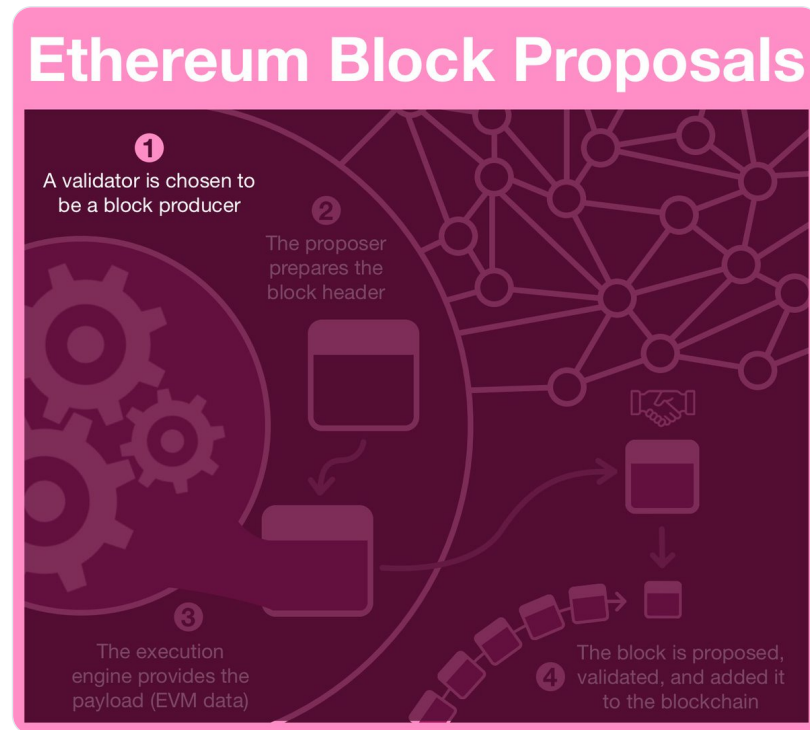 Ethereum Block Proposals
1
A validator is chosen to
be a block producer
2
The proposer
prepares the
block header
3
The execution
engine provides the
payload (EVM data)
4
The block is proposed,
validated, and added it
to the blockchain